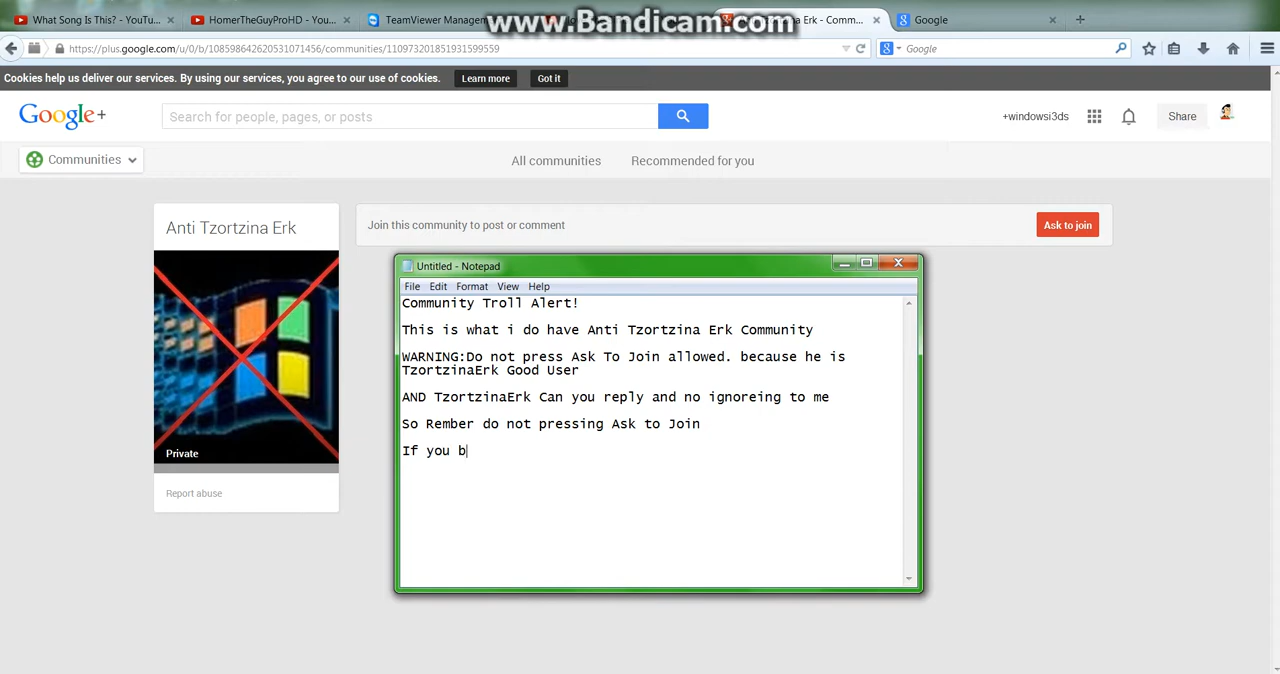 www.Bandicam.com
What Song Is This? - YouTu...
HomerTheGuyProHD - You...
TeamViewer Managem
Erk - Comm...
Google
https://plus.google.com/u/0/b/108598642620531071456/communities/110973201851931599559
Google
Cookies help us deliver our services. By using our services, you agree to our use of cookies. Learn more Got it
Google+ Search for people, pages, or posts +windowsi3ds Share
Communities All communities Recommended for you
Anti Tzortzina Erk
Join this community to post or comment Ask to join
Private
Report abuse
Untitled - Notepad
File Edit Format View Help
Community Troll Alert!
This is what i do have Anti Tzortzina Erk Community
WARNING:Do not press Ask To Join allowed. because he is
TzortzinaErk Good User
AND TzortzinaErk Can you reply and no ignoreing to me
So Rember do not pressing Ask to Join
If you b